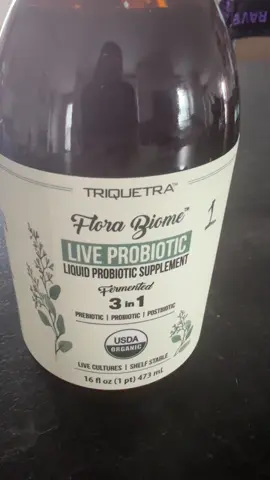 RAVE
TRIQUETRA™
Flora Biome™
1
LIVE PROBIOTIC
LIQUID PROBIOTIC SUPPLEMENT
Fermented
3 in 1
PREBIOTIC | PROBIOTIC | POSTBIOTIC
USDA
ORGANIC
LIVE CULTURES | SHELF STABLE
16 fl oz (1 pt) 473 mL